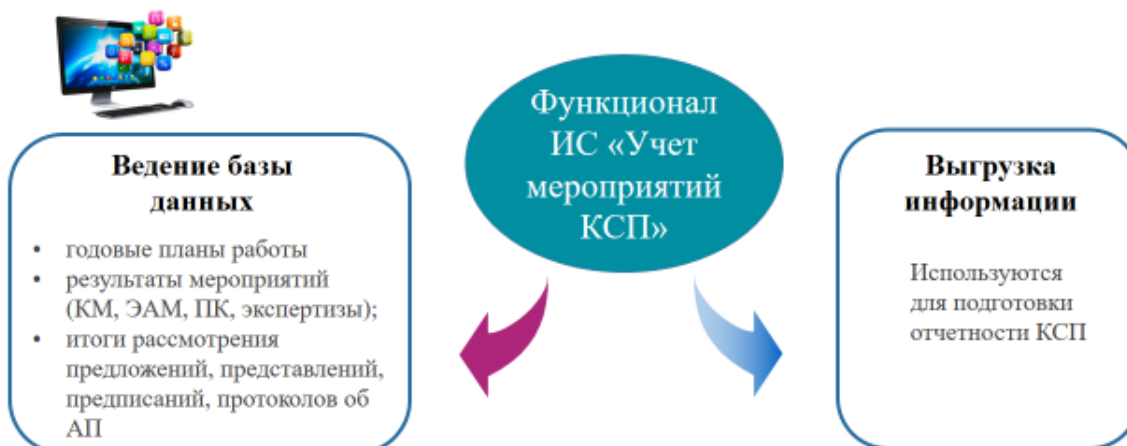 Функционал
ИС «Учет
мероприятий
КСП»
Ведение базы
данных
• годовые планы работы
• результаты мероприятий
(КМ, ЭАМ, ПК, экспертизы);
• итоги рассмотрения
предложений, представлений,
предписаний, протоколов об
АП
Выгрузка
информации
Используются
для подготовки
отчетности КСП